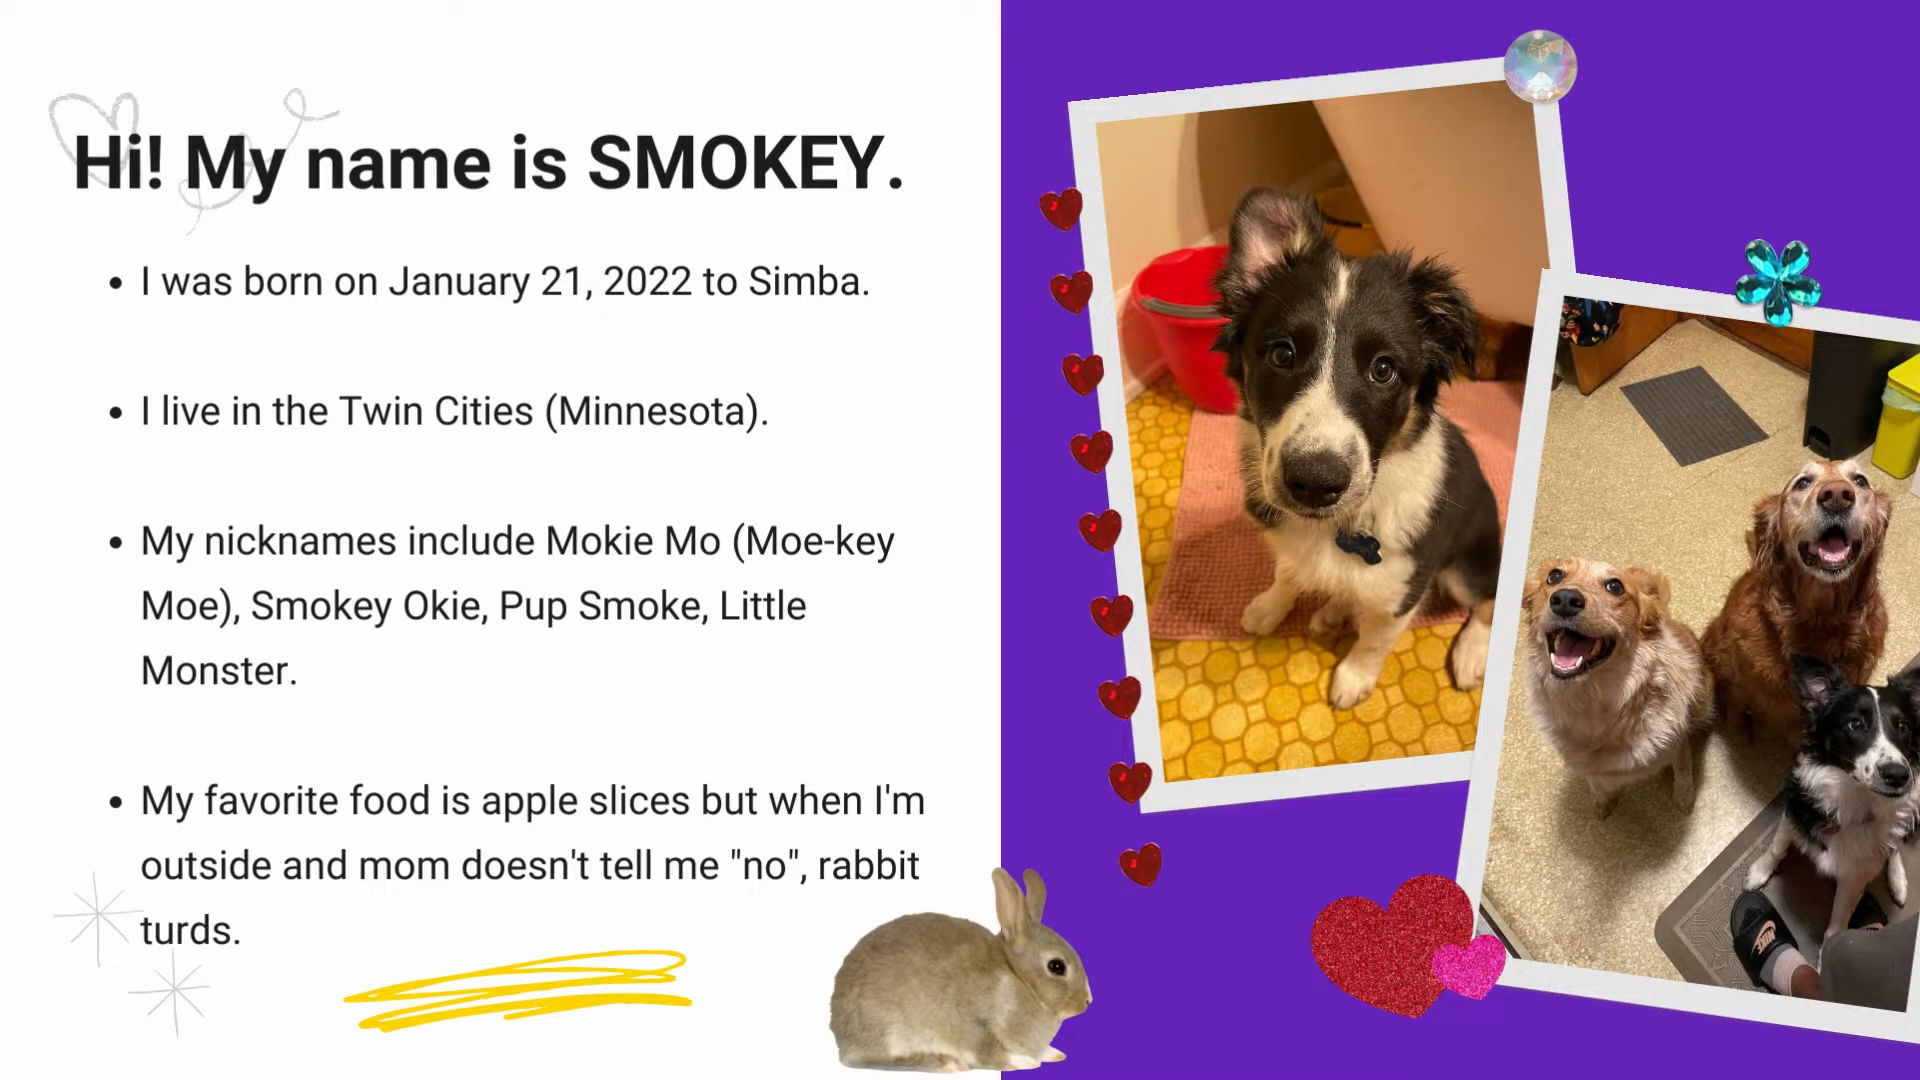 Hi! My name is SMOKEY.
• I was born on January 21, 2022 to Simba.
• I live in the Twin Cities (Minnesota).
• My nicknames include Mokie Mo (Moe-key
Moe), Smokey Okie, Pup Smoke, Little
Monster.
• My favorite food is apple slices but when I'm
outside and mom doesn't tell me "no", rabbit
turds.
NIKE